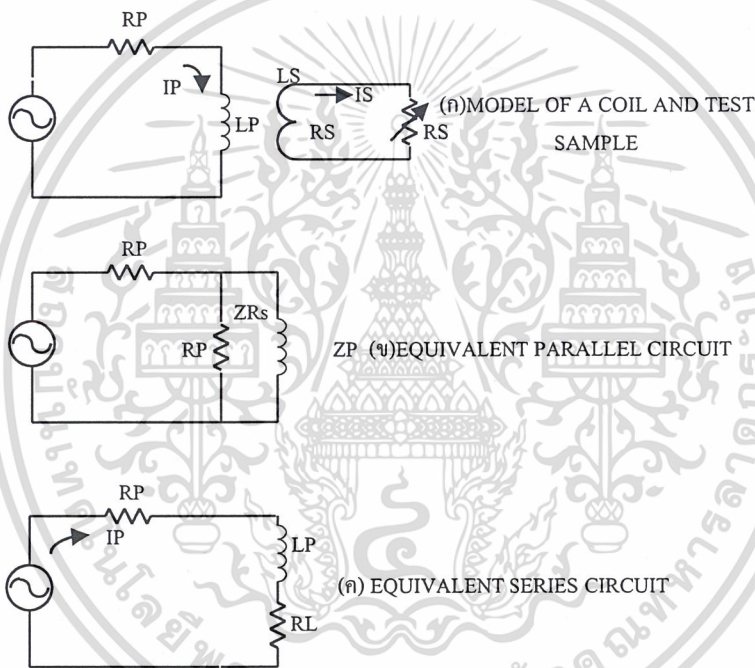 RP
IP
LP
LS
IS
RS
RS
(ก)MODEL OF A COIL AND TEST
SAMPLE
RP
ZRs
RP
ZP (ข)EQUIVALENT PARALLEL CIRCUIT
RP
IP
LP
RL
(ค) EQUIVALENT SERIES CIRCUIT